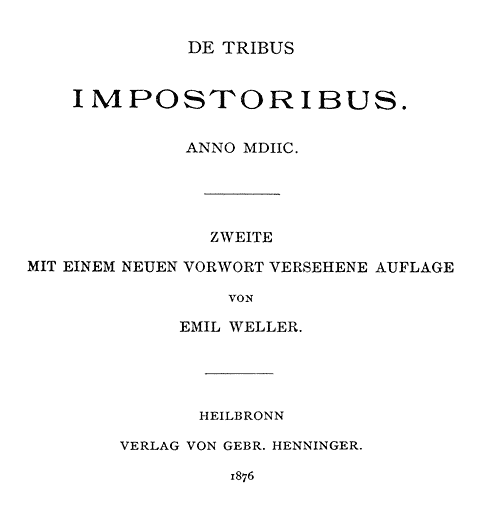 DE TRIBUS
IMPOSTORIBUS.
ANNO MDIIC.
ZWEITE
MIT EINEM NEUEN VORWORT VERSEHENE AUFLAGE
VON
EMIL WELLER.
HEILBRONN
VERLAG VON GEBR. HENNINGER.
1876